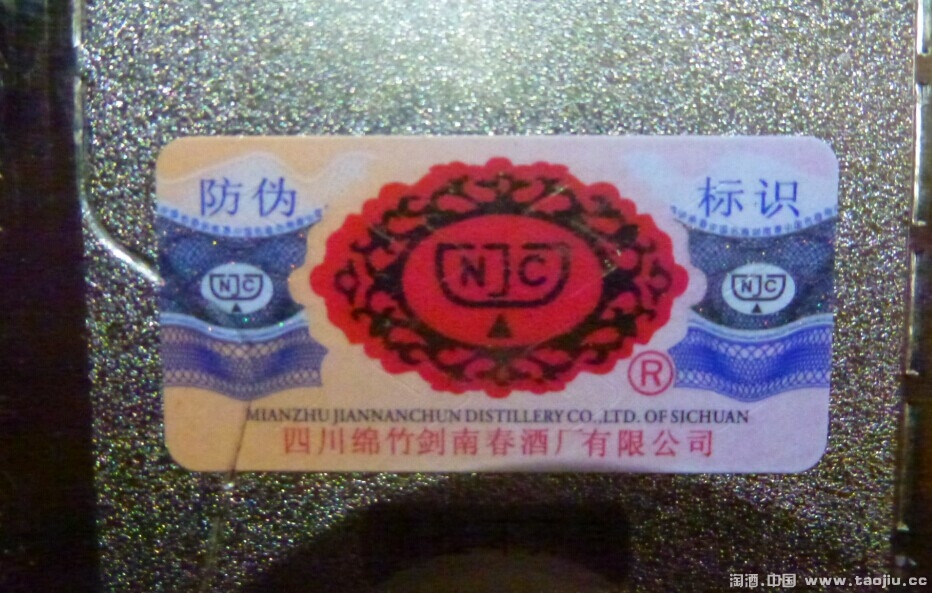 防伪 标识
NJC
NJC
NJC
®
MIANZHU JIANNANCHUN DISTILLERY CO.,LTD. OF SICHUAN
四川绵竹剑南春酒厂有限公司
淘酒.中国 www.taojiu.cc